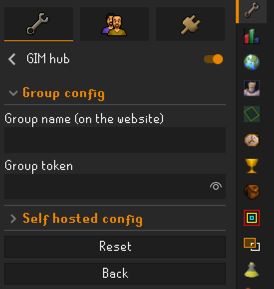 GIM hub
Group config
Group name (on the website)
Group token
Self hosted config
Reset
Back